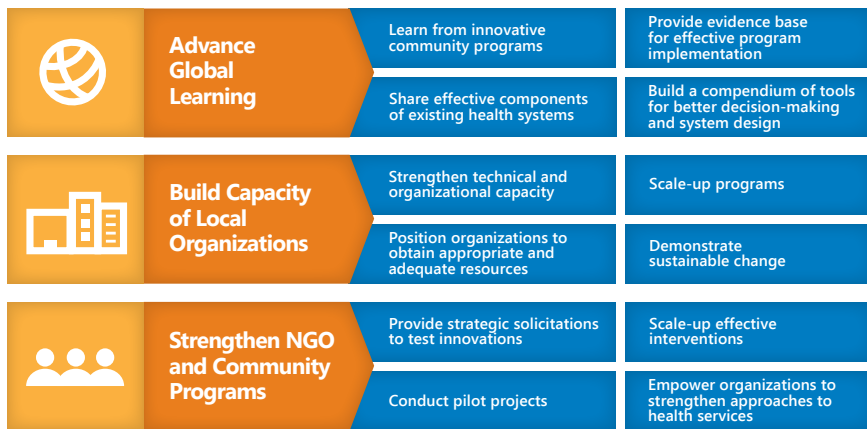 Advance
Global
Learning
Learn from innovative
community programs
Provide evidence base
for effective program
implementation
Share effective components
of existing health systems
Build a compendium of tools
for better decision-making
and system design
Build Capacity
of Local
Organizations
Strengthen technical and
organizational capacity
Scale-up programs
Position organizations to
obtain appropriate and
adequate resources
Demonstrate
sustainable change
Strengthen NGO
and Community
Programs
Provide strategic solicitations
to test innovations
Scale-up effective
interventions
Conduct pilot projects
Empower organizations to
strengthen approaches to
health services